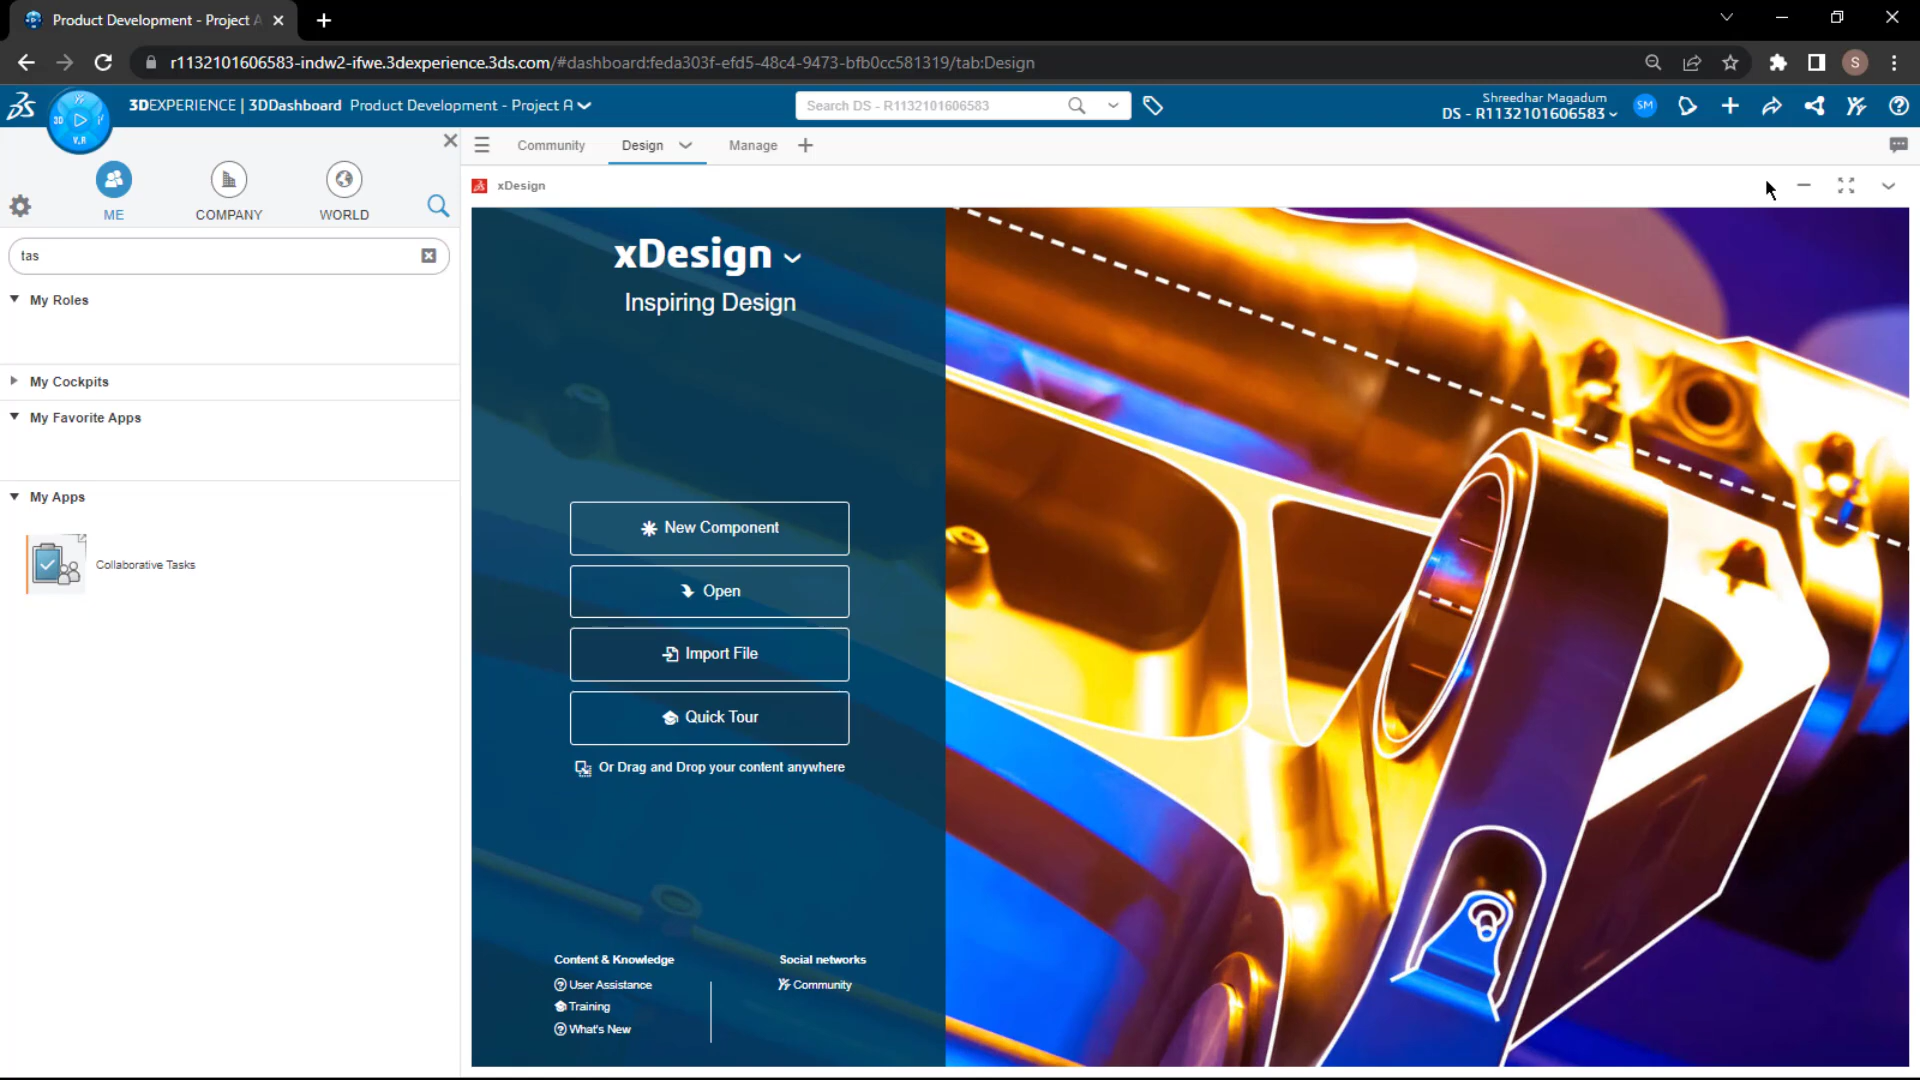 Product Development - Project A
r1132101606583-indw2-ifwe.3dexperience.3ds.com/#dashboard:feda303f-efd5-48c4-9473-bfb0cc581319/tab:Design
S
3D
V.R
3DEXPERIENCE | 3DDashboard Product Development - Project A
Search DS - R1132101606583
Shreedhar Magadum
DS - R1132101606583
SM
Community
Design
Manage
ME
COMPANY
WORLD
tas
My Roles
My Cockpits
My Favorite Apps
My Apps
Collaborative Tasks
xDesign
xDesign
Inspiring Design
New Component
Open
Import File
Quick Tour
Or Drag and Drop your content anywhere
Content & Knowledge
User Assistance
Training
What's New
Social networks
Community